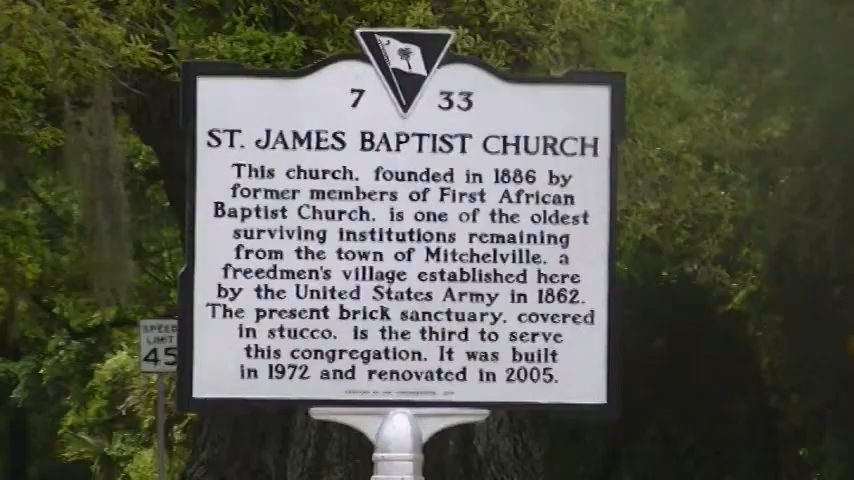 7 33
ST. JAMES BAPTIST CHURCH
This church, founded in 1886 by
former members of First African
Baptist Church, is one of the oldest
surviving institutions remaining
from the town of Mitchelville, a
freedmen's village established here
by the United States Army in 1862.
The present brick sanctuary, covered
in stucco, is the third to serve
this congregation. It was built
in 1972 and renovated in 2005.
SPEED
LIMIT
45